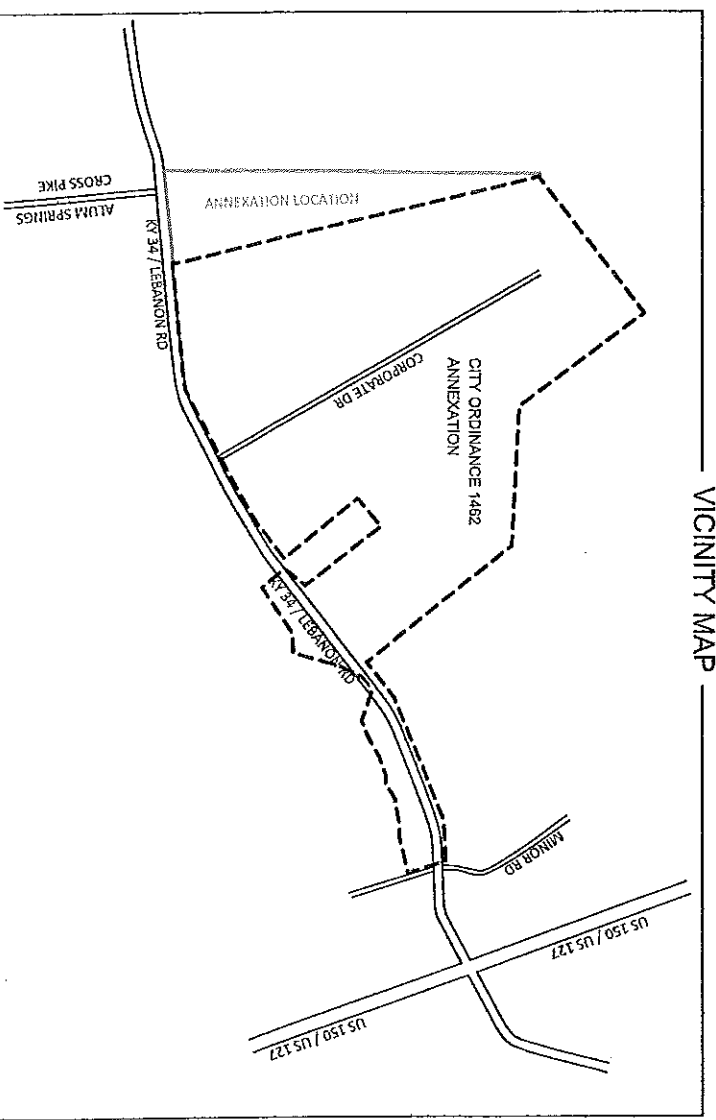 VICINITY MAP
ANNEXATION LOCATION
CROSS PIKE
ALUM SPRINGS
KY 34 / LEBANON RD
CORPORATE DR
CITY ORDINANCE 1462
ANNEXATION
KY 34 / LEBANON RD
MINOR RD
US 150 / US 127
US 150 / US 127